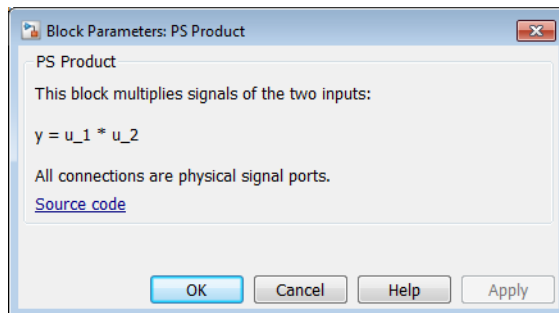 Block Parameters: PS Product
PS Product
This block multiplies signals of the two inputs:
y = u_1 * u_2
All connections are physical signal ports.
Source code
OK Cancel Help Apply